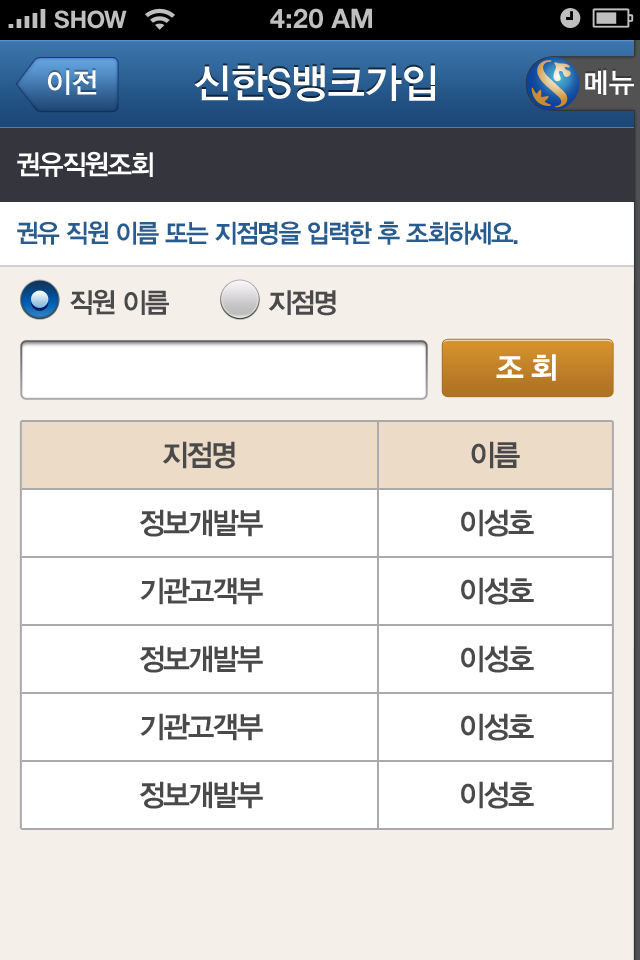 SHOW 4:20 AM
이전 신한S뱅크가입 메뉴
권유직원조회
권유 직원 이름 또는 지점명을 입력한 후 조회하세요.
직원 이름 지점명
조 회
지점명 이름
정보개발부 이성호
기관고객부 이성호
정보개발부 이성호
기관고객부 이성호
정보개발부 이성호